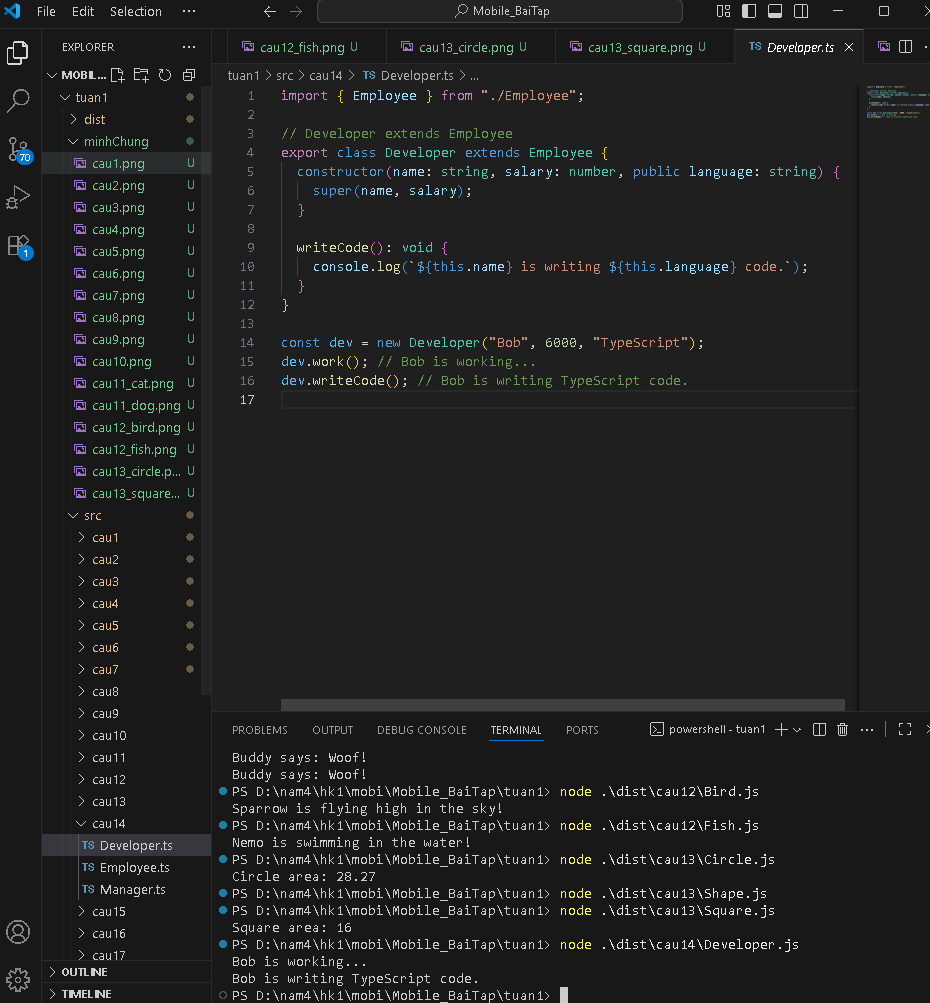 File Edit Selection ··· Mobile_BaiTap
EXPLORER ···
MOBIL...
tuan1
dist
minhChung
cau1.png U
cau2.png U
cau3.png U
cau4.png U
cau5.png U
cau6.png U
cau7.png U
cau8.png U
cau9.png U
cau10.png U
cau11_cat.png U
cau11_dog.png U
cau12_bird.png U
cau12_fish.png U
cau13_circle.p... U
cau13_square... U
src
cau1
cau2
cau3
cau4
cau5
cau6
cau7
cau8
cau9
cau10
cau11
cau12
cau13
cau14
TS Developer.ts
TS Employee.ts
TS Manager.ts
cau15
cau16
cau17
OUTLINE
TIMELINE
70
1
cau12_fish.png U cau13_circle.png U cau13_square.png U TS Developer.ts
tuan1 > src > cau14 > TS Developer.ts > ...
1 import { Employee } from "./Employee";
2
3 // Developer extends Employee
4 export class Developer extends Employee {
5 constructor(name: string, salary: number, public language: string) {
6 super(name, salary);
7 }
8
9 writeCode(): void {
10 console.log(`${this.name} is writing ${this.language} code.`);
11 }
12 }
13
14 const dev = new Developer("Bob", 6000, "TypeScript");
15 dev.work(); // Bob is working...
16 dev.writeCode(); // Bob is writing TypeScript code.
17
PROBLEMS OUTPUT DEBUG CONSOLE TERMINAL PORTS powershell - tuan1
Buddy says: Woof!
Buddy says: Woof!
PS D:\nam4\hk1\mobi\Mobile_BaiTap\tuan1> node .\dist\cau12\Bird.js
Sparrow is flying high in the sky!
PS D:\nam4\hk1\mobi\Mobile_BaiTap\tuan1> node .\dist\cau12\Fish.js
Nemo is swimming in the water!
PS D:\nam4\hk1\mobi\Mobile_BaiTap\tuan1> node .\dist\cau13\Circle.js
Circle area: 28.27
PS D:\nam4\hk1\mobi\Mobile_BaiTap\tuan1> node .\dist\cau13\Shape.js
PS D:\nam4\hk1\mobi\Mobile_BaiTap\tuan1> node .\dist\cau13\Square.js
Square area: 16
PS D:\nam4\hk1\mobi\Mobile_BaiTap\tuan1> node .\dist\cau14\Developer.js
Bob is working...
Bob is writing TypeScript code.
PS D:\nam4\hk1\mobi\Mobile_BaiTap\tuan1>